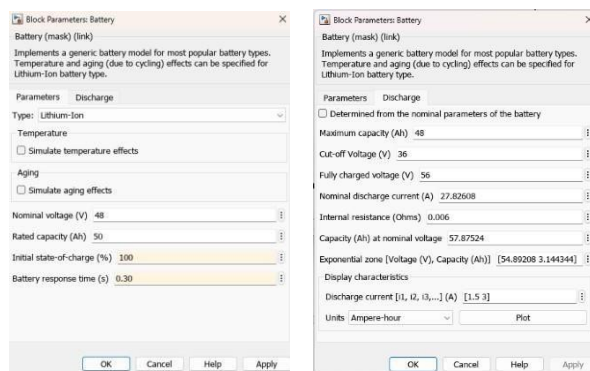 Block Parameters: Battery
Battery (mask) (link)
Implements a generic battery model for most popular battery types.
Temperature and aging (due to cycling) effects can be specified for
Lithium-Ion battery type.
Parameters Discharge
Type: Lithium-Ion
Temperature
Simulate temperature effects
Aging
Simulate aging effects
Nominal voltage (V) 48
Rated capacity (Ah) 50
Initial state-of-charge (%) 100
Battery response time (s) 0.30
OK Cancel Help Apply
Block Parameters: Battery
Battery (mask) (link)
Implements a generic battery model for most popular battery types.
Temperature and aging (due to cycling) effects can be specified for
Lithium-Ion battery type.
Parameters Discharge
Determined from the nominal parameters of the battery
Maximum capacity (Ah) 48
Cut-off Voltage (V) 36
Fully charged voltage (V) 56
Nominal discharge current (A) 27.82608
Internal resistance (Ohms) 0.006
Capacity (Ah) at nominal voltage 57.87524
Exponential zone [Voltage (V), Capacity (Ah)] [54.89208 3.144344]
Display characteristics
Discharge current [i1, i2, i3,...] (A) [1.5 3]
Units Ampere-hour Plot
OK Cancel Help Apply